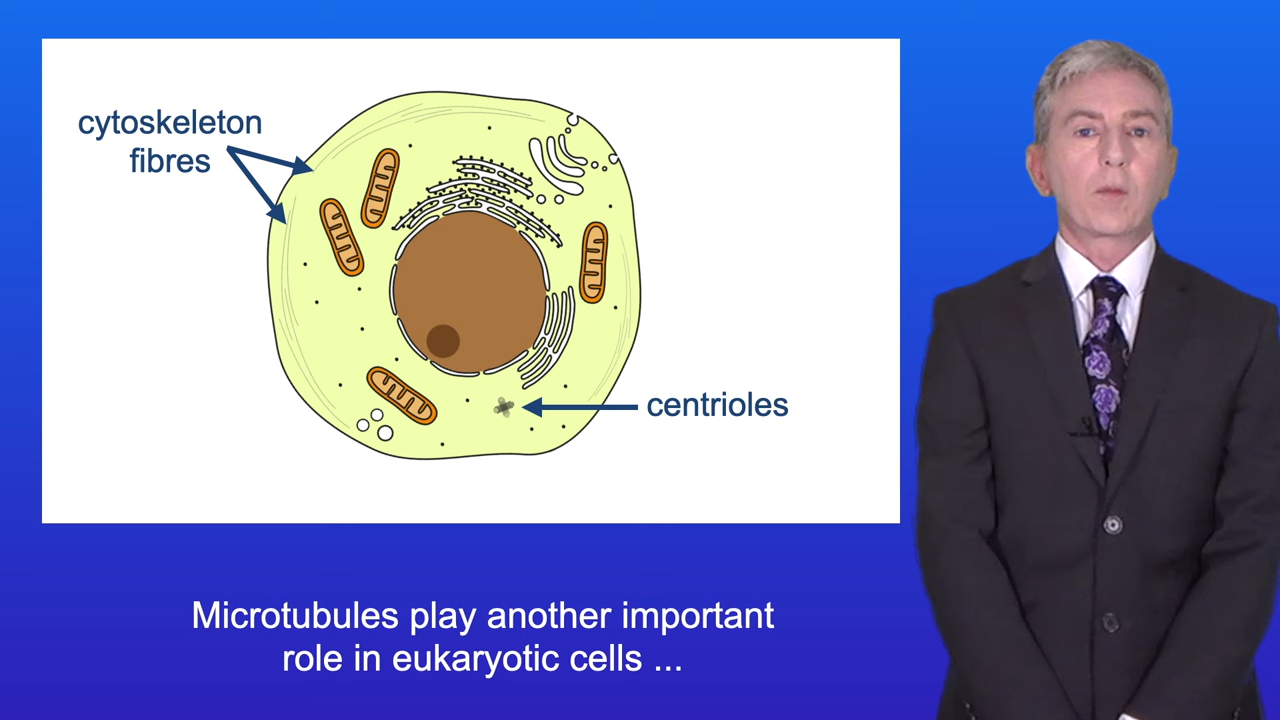 cytoskeleton
fibres
centrioles
Microtubules play another important
role in eukaryotic cells ...